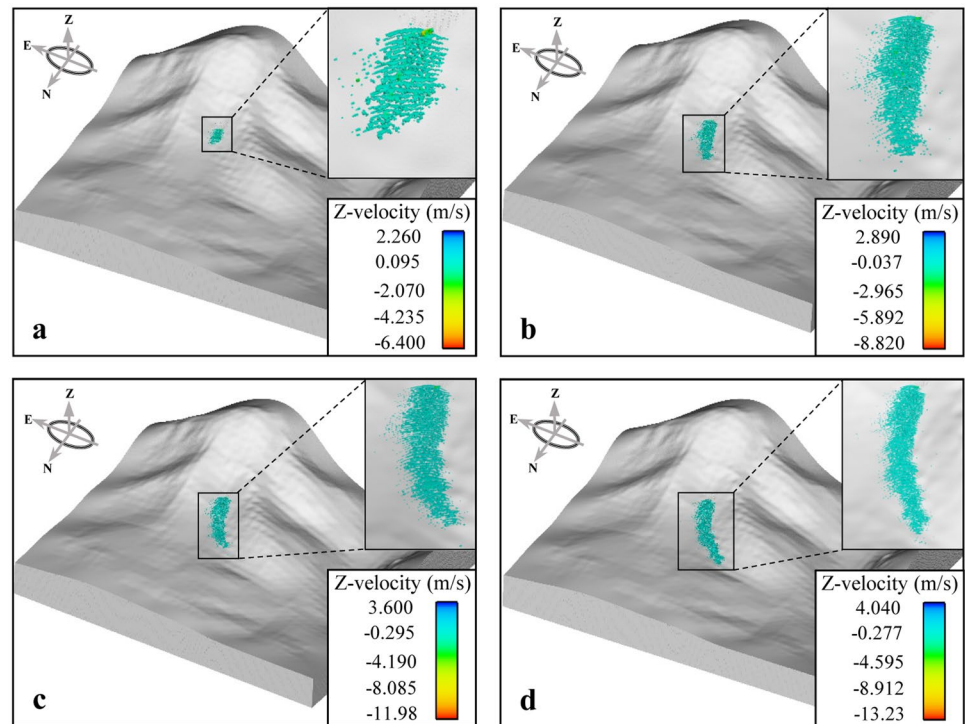 Z
E
N
Z-velocity (m/s)
2.260
0.095
-2.070
-4.235
-6.400
a
Z
E
N
Z-velocity (m/s)
2.890
-0.037
-2.965
-5.892
-8.820
b
Z
E
N
Z-velocity (m/s)
3.600
-0.295
-4.190
-8.085
-11.98
c
Z
E
N
Z-velocity (m/s)
4.040
-0.277
-4.595
-8.912
-13.23
d